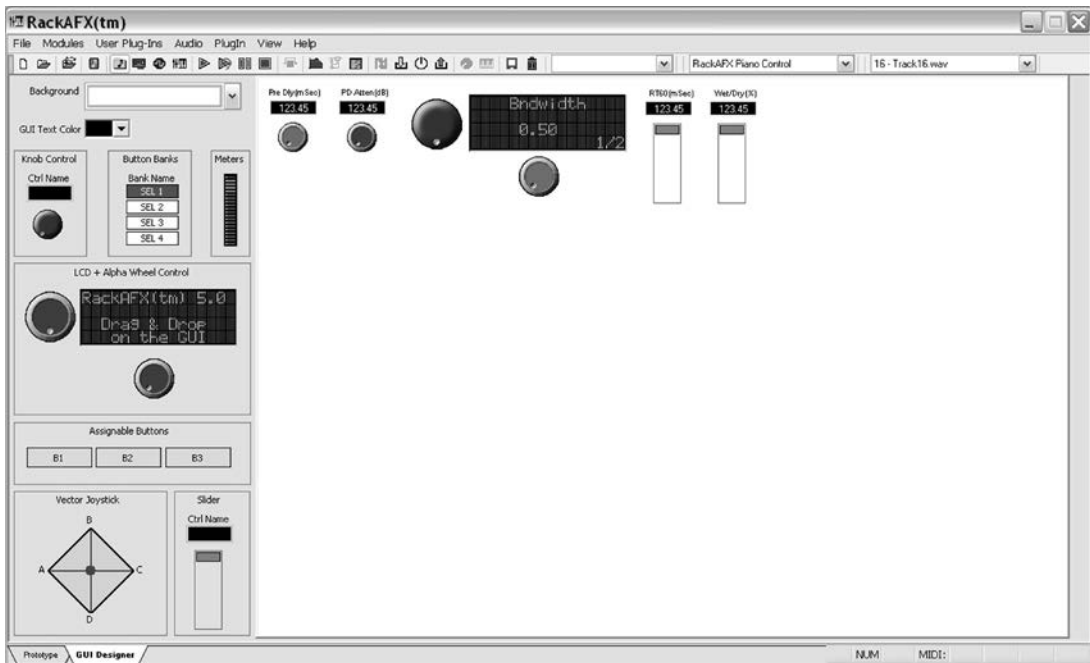 RackAFX(tm)
File Modules User Plug-Ins Audio PlugIn View Help
RackAFX Piano Control
16 - Track16.wav
Background
GUI Text Color
Knob Control
Ctrl Name
Button Banks
Bank Name
SEL 1
SEL 2
SEL 3
SEL 4
Meters
LCD + Alpha Wheel Control
RackAFX(tm) 5.0
Drag & Drop
on the GUI
Assignable Buttons
B1 B2 B3
Vector Joystick
B
A C
D
Slider
Ctrl Name
Pre Dly(mSec)
123.45
PD Atten(dB)
123.45
Bndwidth
0.50
1/2
RT60(mSec)
123.45
Wet/Dry(%)
123.45
Prototype GUI Designer
NUM MIDI: